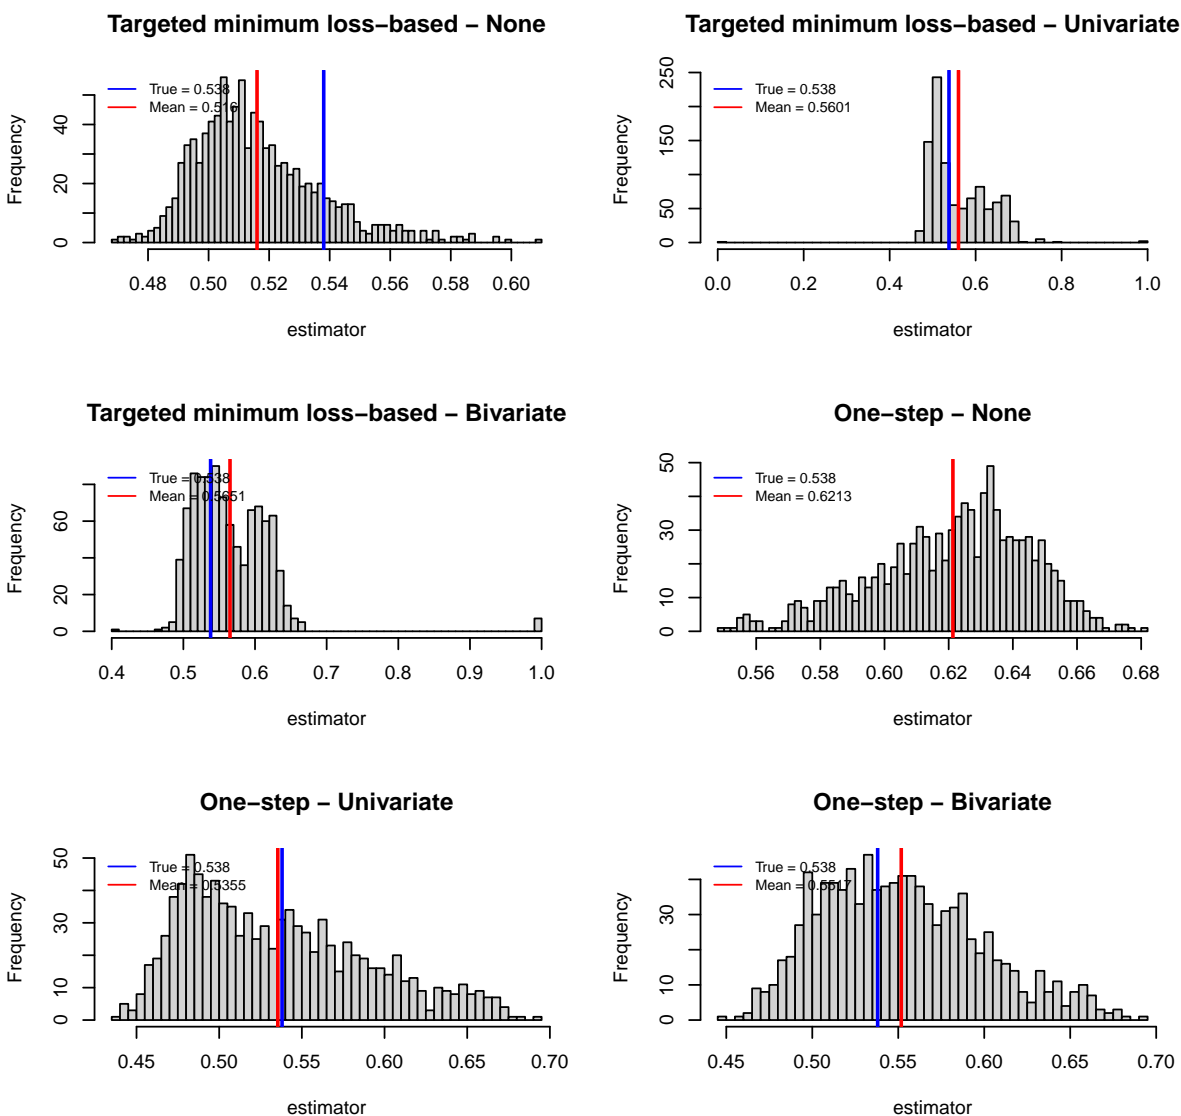 Targeted minimum loss−based − None
True = 0.538
Mean = 0.516
Frequency
0 20 40
0.48 0.50 0.52 0.54 0.56 0.58 0.60
estimator
Targeted minimum loss−based − Univariate
True = 0.538
Mean = 0.5601
Frequency
0 50 150 250
0.0 0.2 0.4 0.6 0.8 1.0
estimator
Targeted minimum loss−based − Bivariate
True = 0.538
Mean = 0.5651
Frequency
0 20 60
0.4 0.5 0.6 0.7 0.8 0.9 1.0
estimator
One−step − None
True = 0.538
Mean = 0.6213
Frequency
0 10 30 50
0.56 0.58 0.60 0.62 0.64 0.66 0.68
estimator
One−step − Univariate
True = 0.538
Mean = 0.5355
Frequency
0 10 30 50
0.45 0.50 0.55 0.60 0.65 0.70
estimator
One−step − Bivariate
True = 0.538
Mean = 0.5517
Frequency
0 10 30
0.45 0.50 0.55 0.60 0.65 0.70
estimator